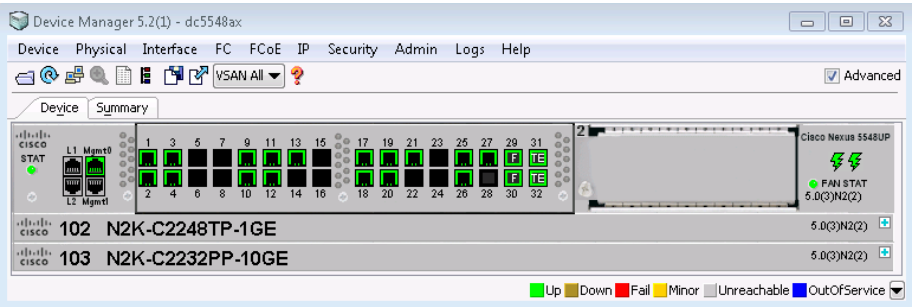 Device Manager 5.2(1) - dc5548ax
Device Physical Interface FC FCoE IP Security Admin Logs Help
VSAN All Advanced
Device Summary
cisco
STAT
L1 Mgmt0
L2 Mgmt1
1 3 5 7 9 11 13 15 17 19 21 23 25 27 29 31
F TE
F TE
2 4 6 8 10 12 14 16 18 20 22 24 26 28 30 32
2
Cisco Nexus 5548UP
FAN STAT
5.0(3)N2(2)
cisco 102 N2K-C2248TP-1GE 5.0(3)N2(2)
cisco 103 N2K-C2232PP-10GE 5.0(3)N2(2)
Up Down Fail Minor Unreachable OutOfService